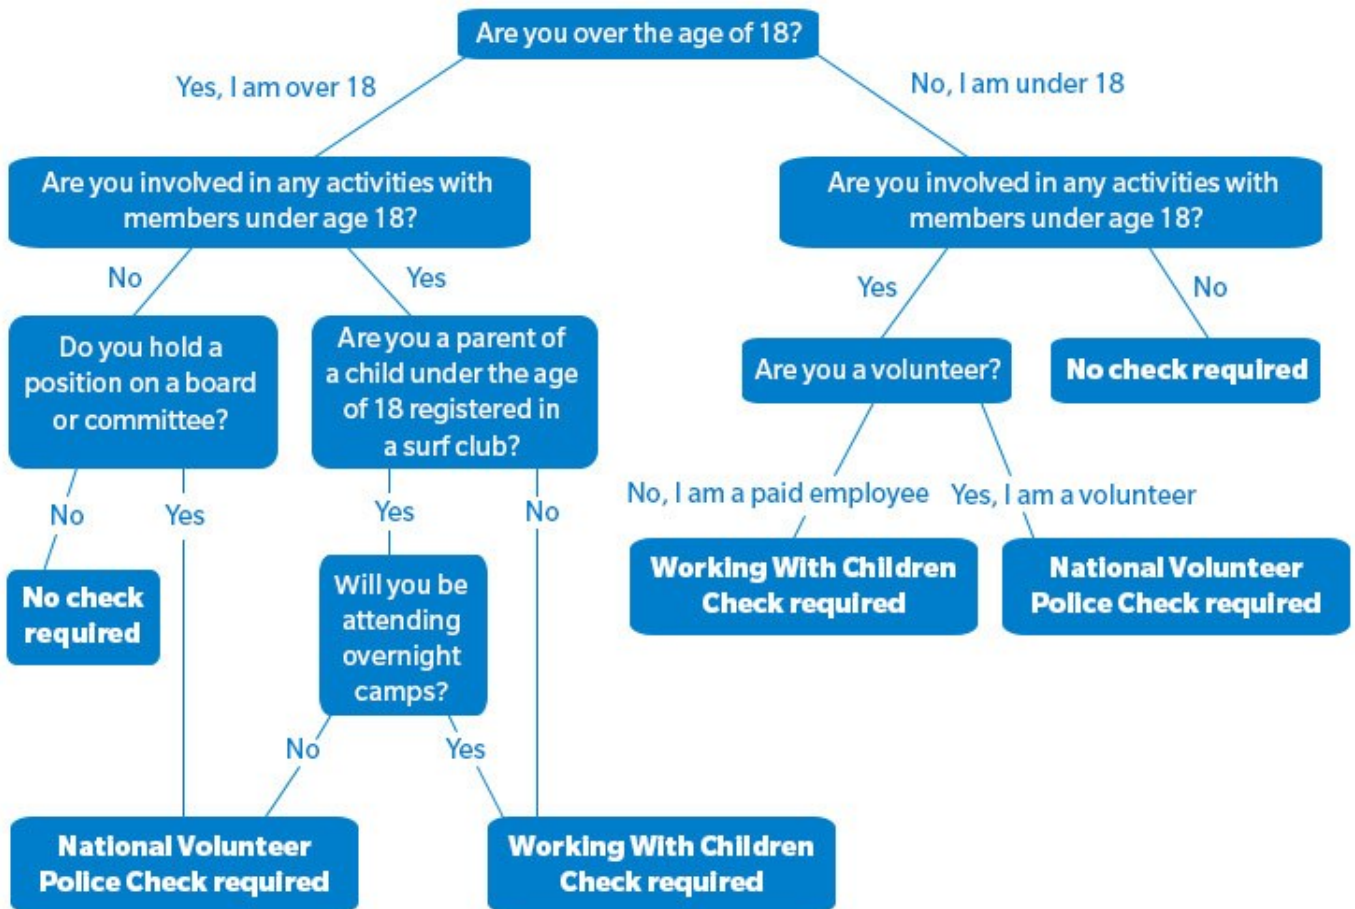 Are you over the age of 18?
Yes, I am over 18
No, I am under 18
Are you involved in any activities with
members under age 18?
Are you involved in any activities with
members under age 18?
No
Yes
Yes
No
Do you hold a
position on a board
or committee?
Are you a parent of
a child under the age
of 18 registered in
a surf club?
Are you a volunteer?
No check required
No
Yes
Yes
No
No, I am a paid employee
Yes, I am a volunteer
No check
required
Will you be
attending
overnight
camps?
Working With Children
Check required
National Volunteer
Police Check required
No
Yes
National Volunteer
Police Check required
Working With Children
Check required